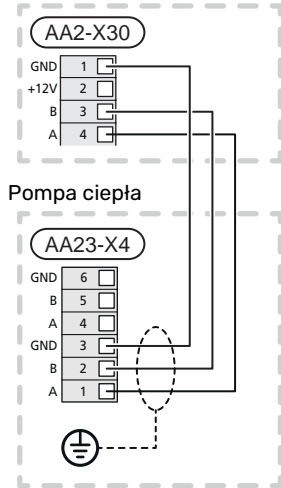 AA2-X30
GND 1
+12V 2
B 3
A 4
Pompa ciepła
AA23-X4
GND 6
B 5
A 4
GND 3
B 2
A 1